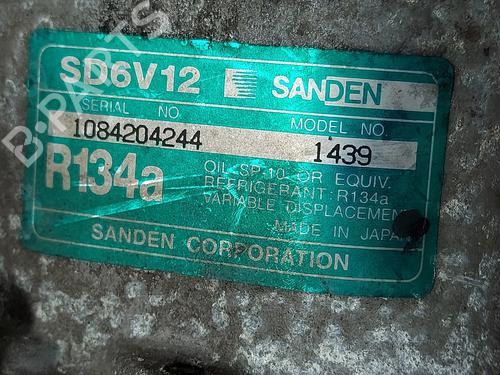 SD6V12 SANDEN
SERIAL NO. MODEL NO.
1084204244 1439
R134a
OIL:SP-10 OR EQUIV.
REFRIGERANT:R134a
VARIABLE DISPLACEMENT
MADE IN JAPAN
SANDEN CORPORATION
B-PARTS